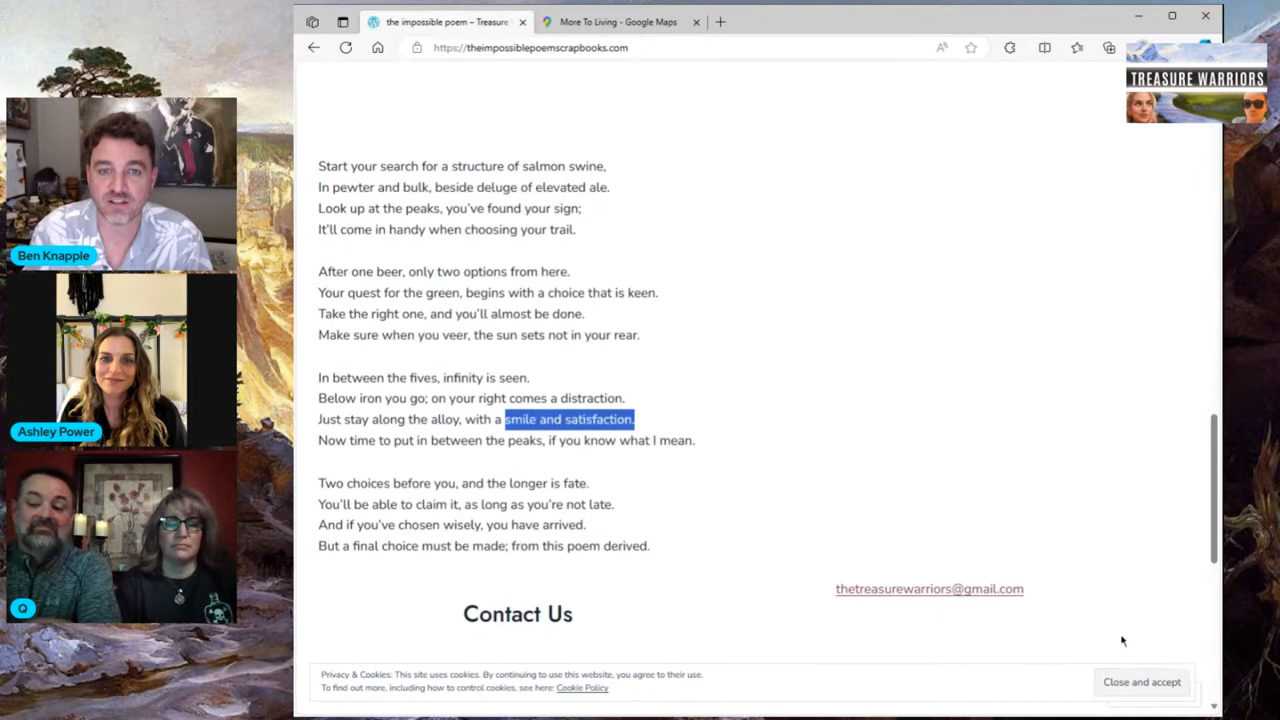 the impossible poem – Treasure
More To Living - Google Maps
https://theimpossiblepoemscrapbooks.com
TREASURE WARRIORS
Start your search for a structure of salmon swine,
In pewter and bulk, beside deluge of elevated ale.
Look up at the peaks, you've found your sign;
It'll come in handy when choosing your trail.
After one beer, only two options from here.
Your quest for the green, begins with a choice that is keen.
Take the right one, and you'll almost be done.
Make sure when you veer, the sun sets not in your rear.
In between the fives, infinity is seen.
Below iron you go; on your right comes a distraction.
Just stay along the alloy, with a smile and satisfaction.
Now time to put in between the peaks, if you know what I mean.
Two choices before you, and the longer is fate.
You'll be able to claim it, as long as you're not late.
And if you've chosen wisely, you have arrived.
But a final choice must be made; from this poem derived.
thetreasurewarriors@gmail.com
Contact Us
Privacy & Cookies: This site uses cookies. By continuing to use this website, you agree to their use.
To find out more, including how to control cookies, see here: Cookie Policy
Close and accept
Ben Knapple
Ashley Power
Q